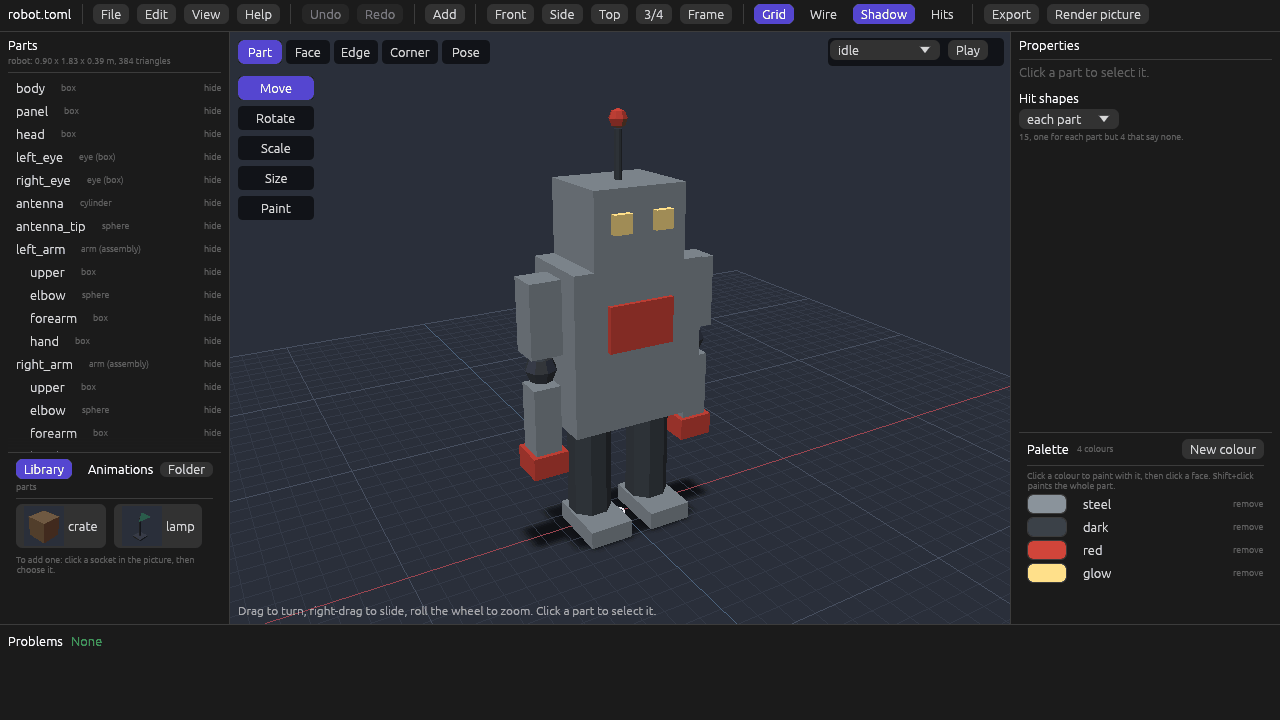 robot.toml File Edit View Help Undo Redo Add Front Side Top 3/4 Frame Grid Wire Shadow Hits Export Render picture
Parts
robot: 0.90 x 1.83 x 0.39 m, 384 triangles
body box hide
panel box hide
head box hide
left_eye eye (box) hide
right_eye eye (box) hide
antenna cylinder hide
antenna_tip sphere hide
left_arm arm (assembly) hide
upper box hide
elbow sphere hide
forearm box hide
hand box hide
right_arm arm (assembly) hide
upper box hide
elbow sphere hide
forearm box hide
Library Animations Folder
parts
crate lamp
To add one: click a socket in the picture, then
choose it.
Part Face Edge Corner Pose
Move
Rotate
Scale
Size
Paint
idle Play
Drag to turn, right-drag to slide, roll the wheel to zoom. Click a part to select it.
Properties
Click a part to select it.
Hit shapes
each part
15, one for each part but 4 that say none.
Palette 4 colours New colour
Click a colour to paint with it, then click a face. Shift+click
paints the whole part.
steel remove
dark remove
red remove
glow remove
Problems None